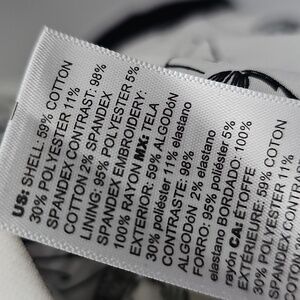 US: SHELL: 59% COTTON
30% POLYESTER 11%
SPANDEX CONTRAST: 98%
COTTON 2% SPANDEX
LINING: 95% POLYESTER 5%
SPANDEX EMBROIDERY:
100% RAYON MX: TELA
EXTERIOR: 59% ALGODÓN
30% poliéster 11% elastano
CONTRASTE: 98%
ALGODÓN 2% elastano
FORRO: 95% poliéster 5%
elastano BORDADO: 100%
rayón CA: ÉTOFFE
EXTÉRIEURE: 59% COTON
30% POLYESTER 11%
SPANDEX